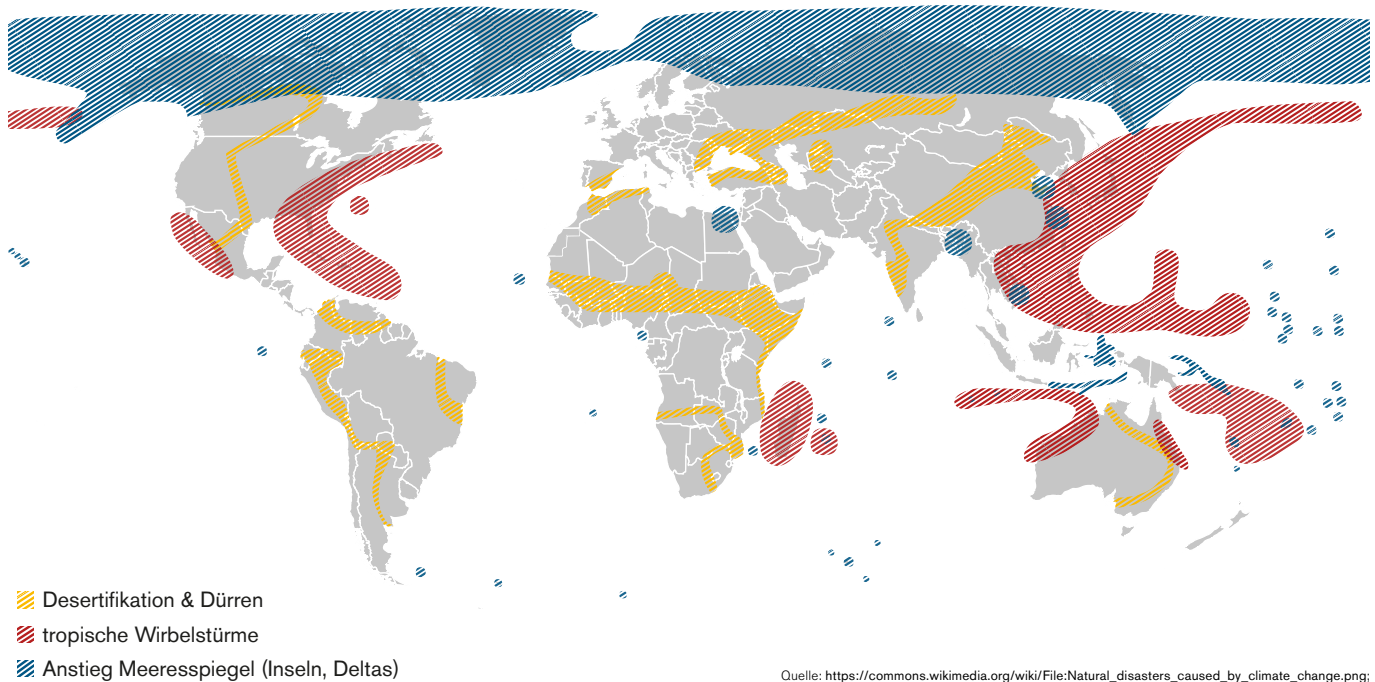 Desertifikation & Dürren
tropische Wirbelstürme
Anstieg Meeresspiegel (Inseln, Deltas)
Quelle: https://commons.wikimedia.org/wiki/File:Natural_disasters_caused_by_climate_change.png;